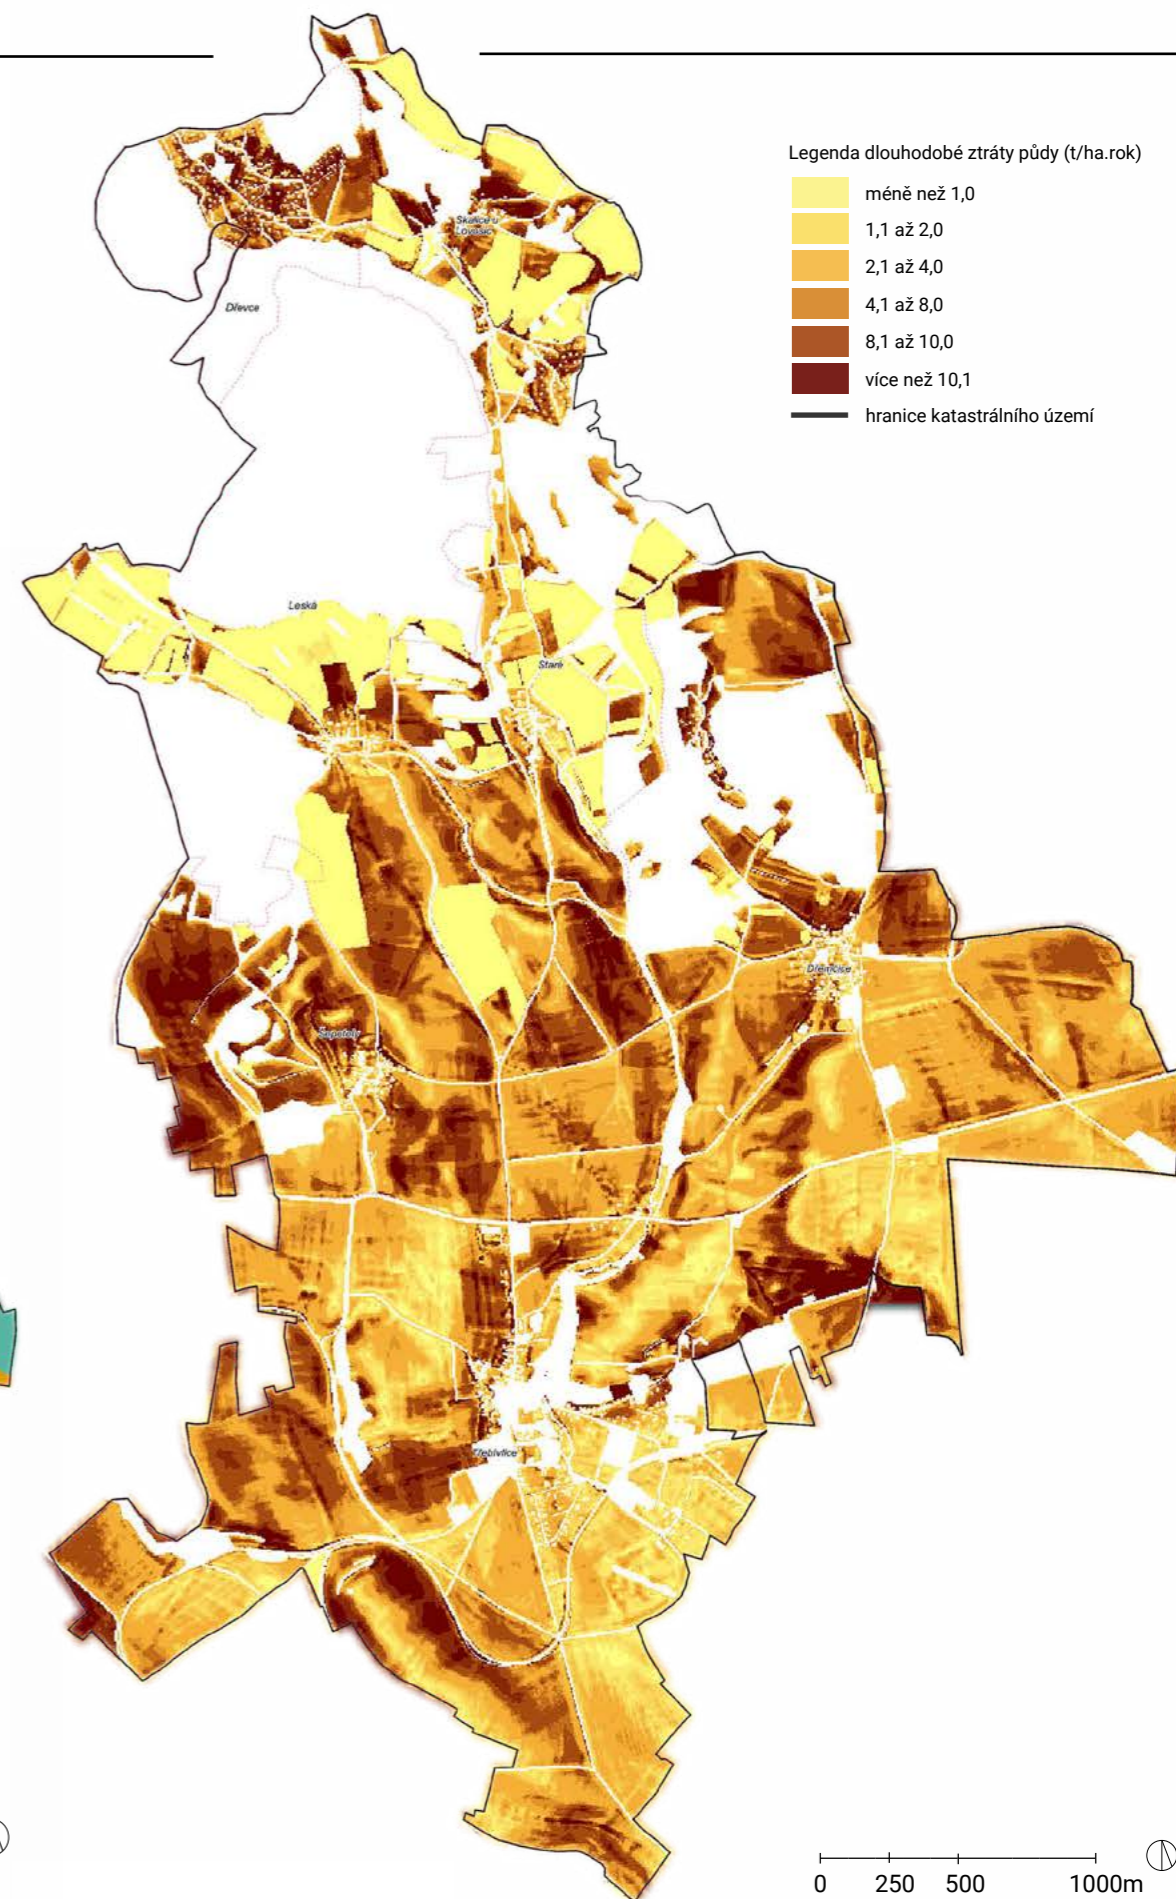 Legenda dlouhodobé ztráty půdy (t/ha.rok)
méně než 1,0
1,1 až 2,0
2,1 až 4,0
4,1 až 8,0
8,1 až 10,0
více než 10,1
hranice katastrálního území
Skalice u
Lovosic
Dřevce
Leská
Staré
Dřemčice
Šepetely
Třebívlice
0 250 500 1000m